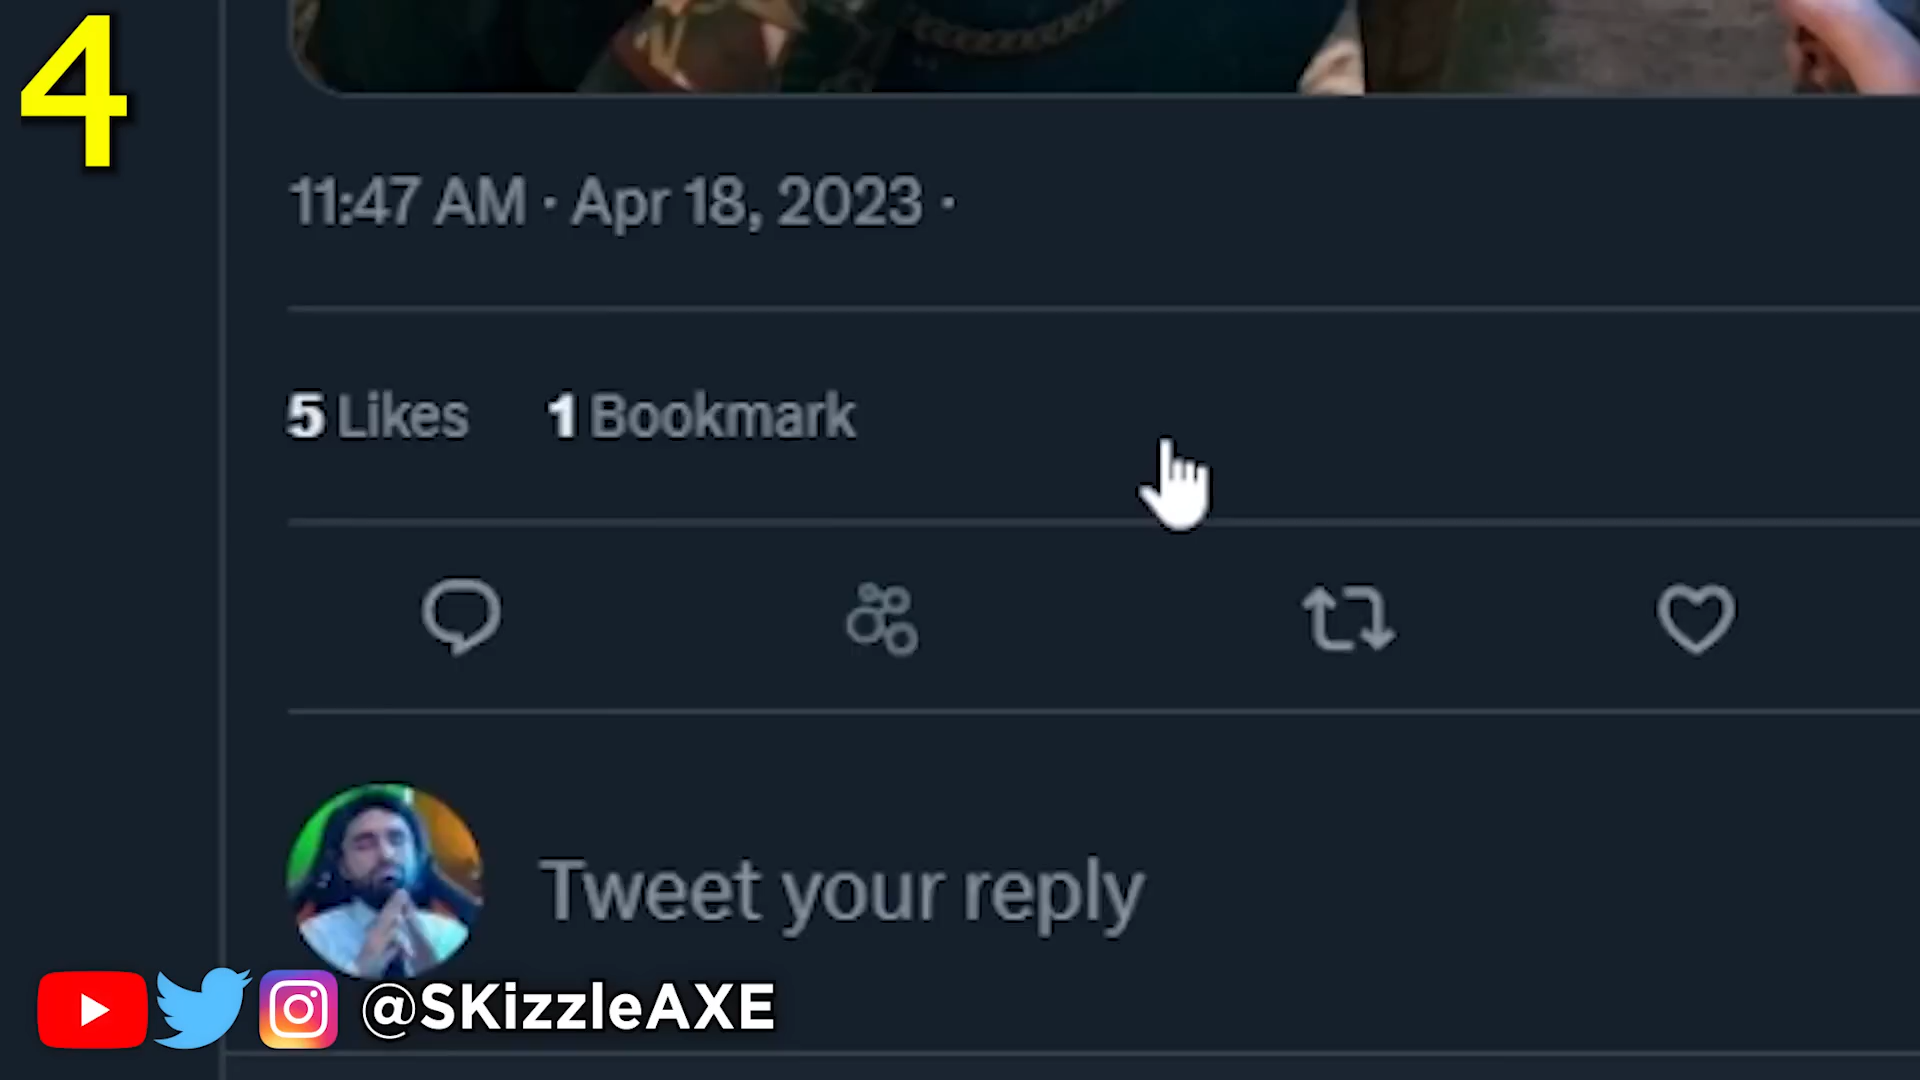 4
11:47 AM · Apr 18, 2023 ·
5 Likes 1 Bookmark
Tweet your reply
@SKizzleAXE